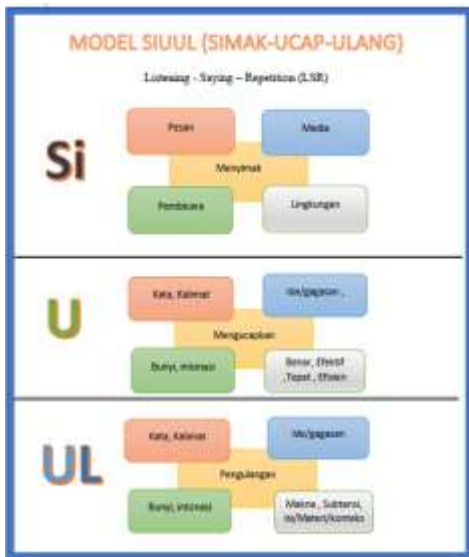 MODEL SIUUL (SIMAK-UCAP-ULANG)
Listening - Saying – Repetition (LSR)
Si
Pesan
Media
Menyimak
Pembicara
Lingkungan
U
Kata, Kalimat
Ide/gagasan ,
Mengucapkan
Bunyi, intonasi
Benar, Efektif
,Tepat , Efisien
UL
Kata, Kalimat
Ide/gagasan
Pengulangan
Bunyi, intonasi
Makna , Subtansi,
Isi/Materi/konteks